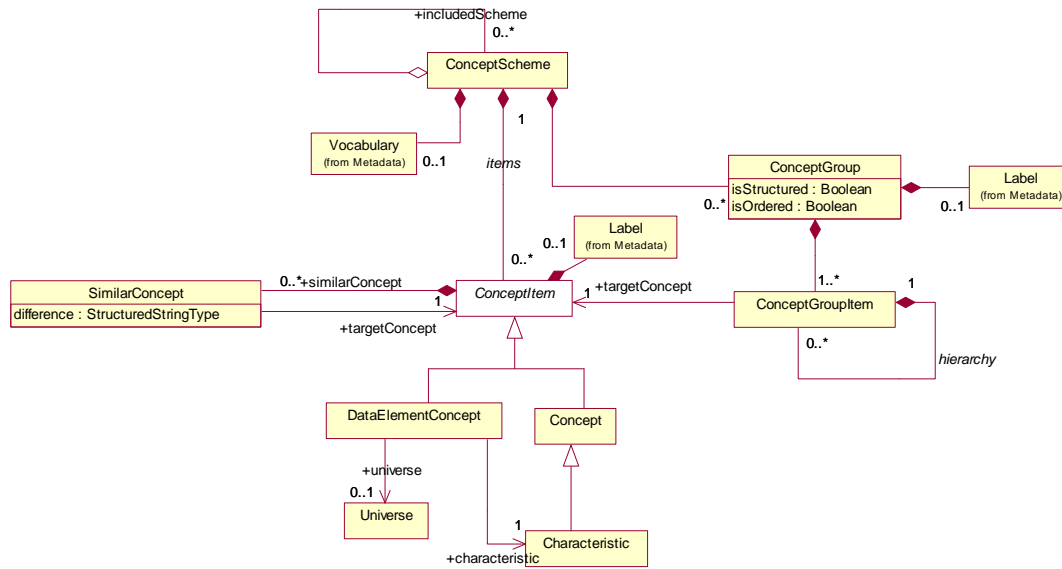 +includedScheme
0..*
ConceptScheme
1
Vocabulary
(from Metadata)
0..1
items
ConceptGroup
isStructured : Boolean
isOrdered : Boolean
0..*
Label
(from Metadata)
0..1
Label
(from Metadata)
0..1
0..*
0..*
+similarConcept
SimilarConcept
difference : StructuredStringType
1
+targetConcept
ConceptItem
1
+targetConcept
1..*
1
ConceptGroupItem
0..*
hierarchy
DataElementConcept
Concept
+universe
0..1
Universe
1
Characteristic
+characteristic